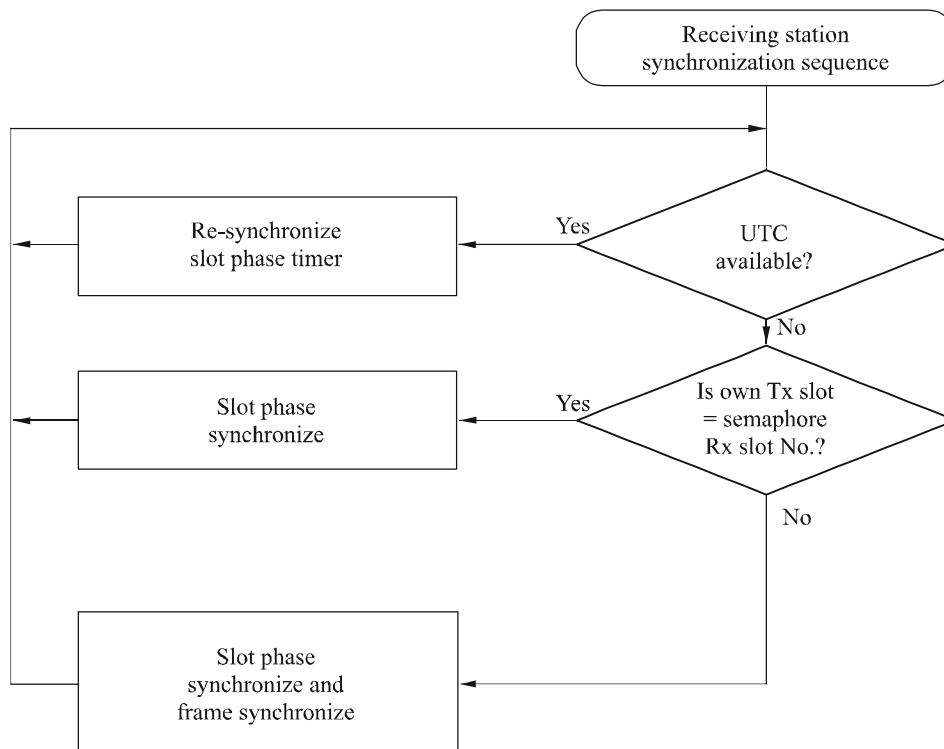 Receiving station
synchronization sequence
Yes
Re-synchronize
slot phase timer
UTC
available?
No
Yes
Slot phase
synchronize
Is own Tx slot
= semaphore
Rx slot No.?
No
Slot phase
synchronize and
frame synchronize